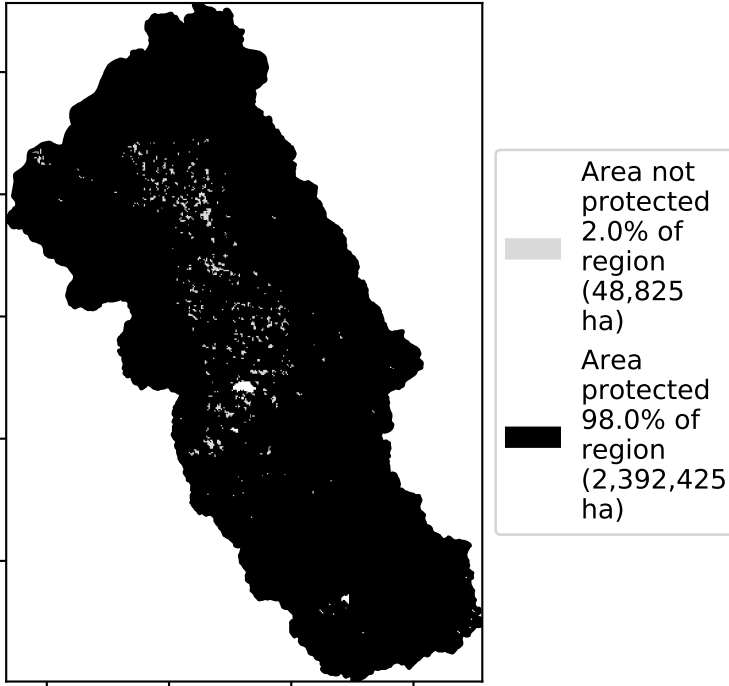 Area not
protected
2.0% of
region
(48,825
ha)
Area
protected
98.0% of
region
(2,392,425
ha)